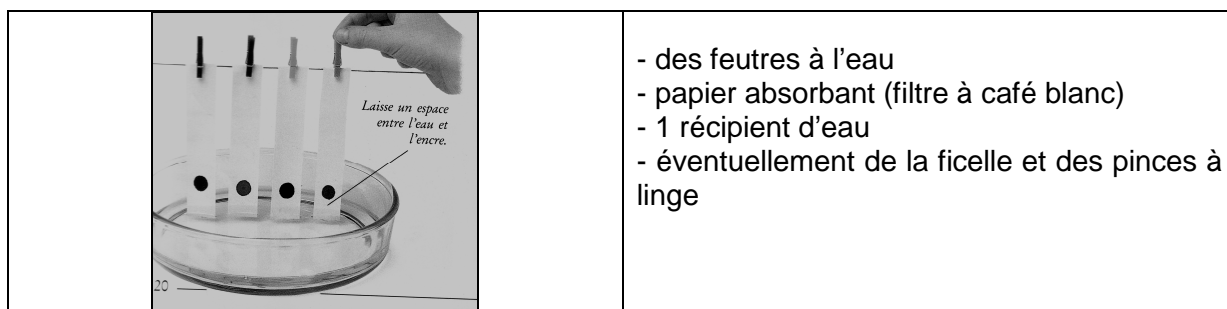 Laisse un espace
entre l'eau et
l'encre.
20
- des feutres à l'eau
- papier absorbant (filtre à café blanc)
- 1 récipient d'eau
- éventuellement de la ficelle et des pinces à
linge